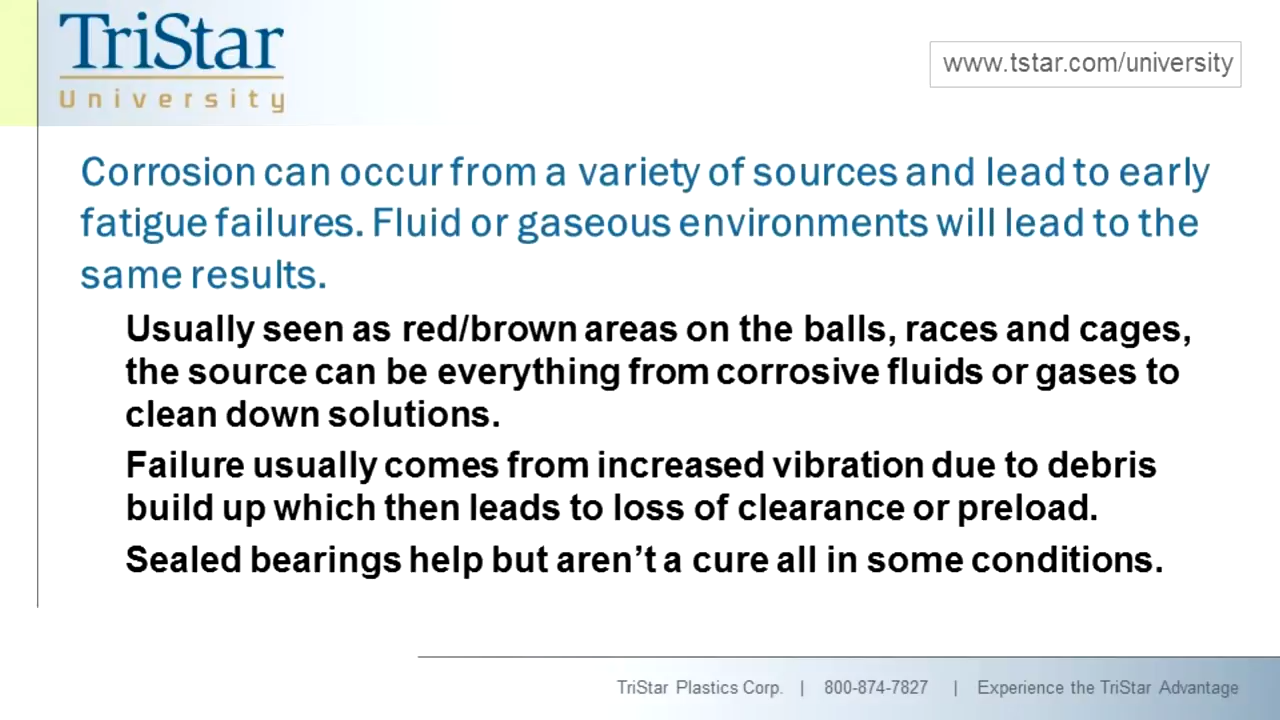 TriStar
University
www.tstar.com/university
Corrosion can occur from a variety of sources and lead to early
fatigue failures. Fluid or gaseous environments will lead to the
same results.
Usually seen as red/brown areas on the balls, races and cages,
the source can be everything from corrosive fluids or gases to
clean down solutions.
Failure usually comes from increased vibration due to debris
build up which then leads to loss of clearance or preload.
Sealed bearings help but aren’t a cure all in some conditions.
TriStar Plastics Corp. | 800-874-7827 | Experience the TriStar Advantage